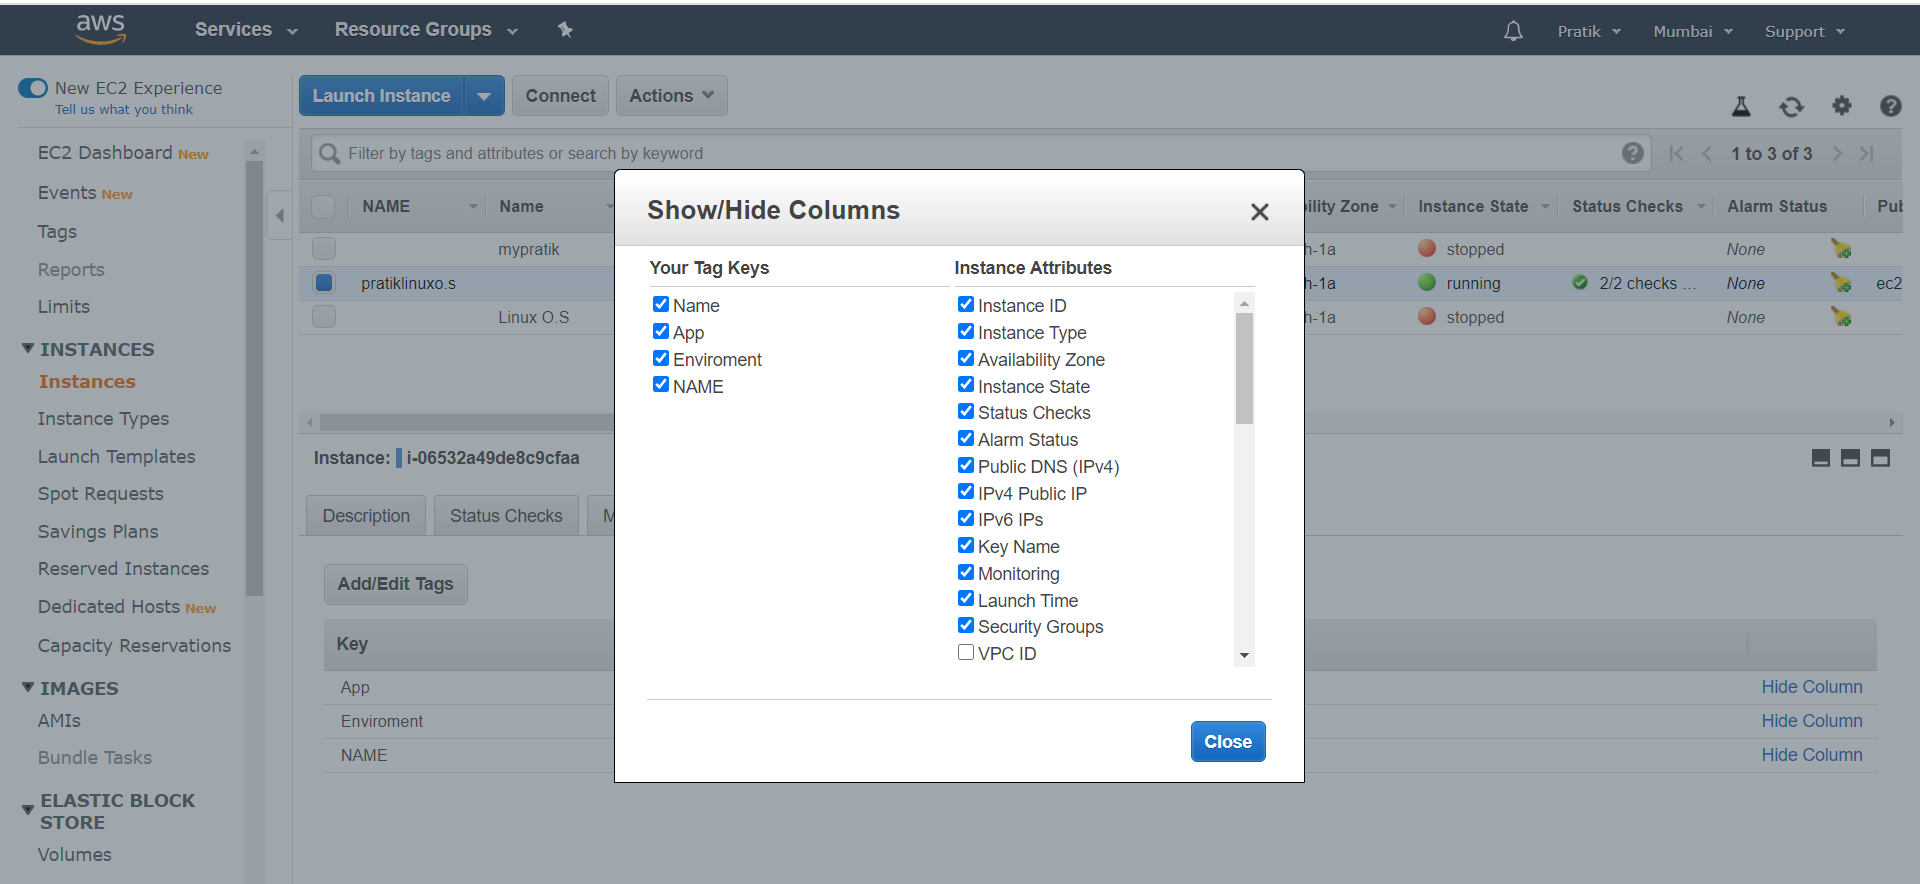 aws
Services
Resource Groups
Pratik
Mumbai
Support
New EC2 Experience
Tell us what you think
EC2 Dashboard New
Events New
Tags
Reports
Limits
INSTANCES
Instances
Instance Types
Launch Templates
Spot Requests
Savings Plans
Reserved Instances
Dedicated Hosts New
Capacity Reservations
IMAGES
AMIs
Bundle Tasks
ELASTIC BLOCK
STORE
Volumes
Launch Instance
Connect
Actions
Filter by tags and attributes or search by keyword
1 to 3 of 3
NAME Name ility Zone Instance State Status Checks Alarm Status Pub
mypratik h-1a stopped None
pratiklinuxo.s h-1a running 2/2 checks ... None ec2
Linux O.S h-1a stopped None
Instance: i-06532a49de8c9cfaa
Description
Status Checks
M
Add/Edit Tags
Key
App Hide Column
Enviroment Hide Column
NAME Hide Column
Show/Hide Columns
Your Tag Keys
Name
App
Enviroment
NAME
Instance Attributes
Instance ID
Instance Type
Availability Zone
Instance State
Status Checks
Alarm Status
Public DNS (IPv4)
IPv4 Public IP
IPv6 IPs
Key Name
Monitoring
Launch Time
Security Groups
VPC ID
Close